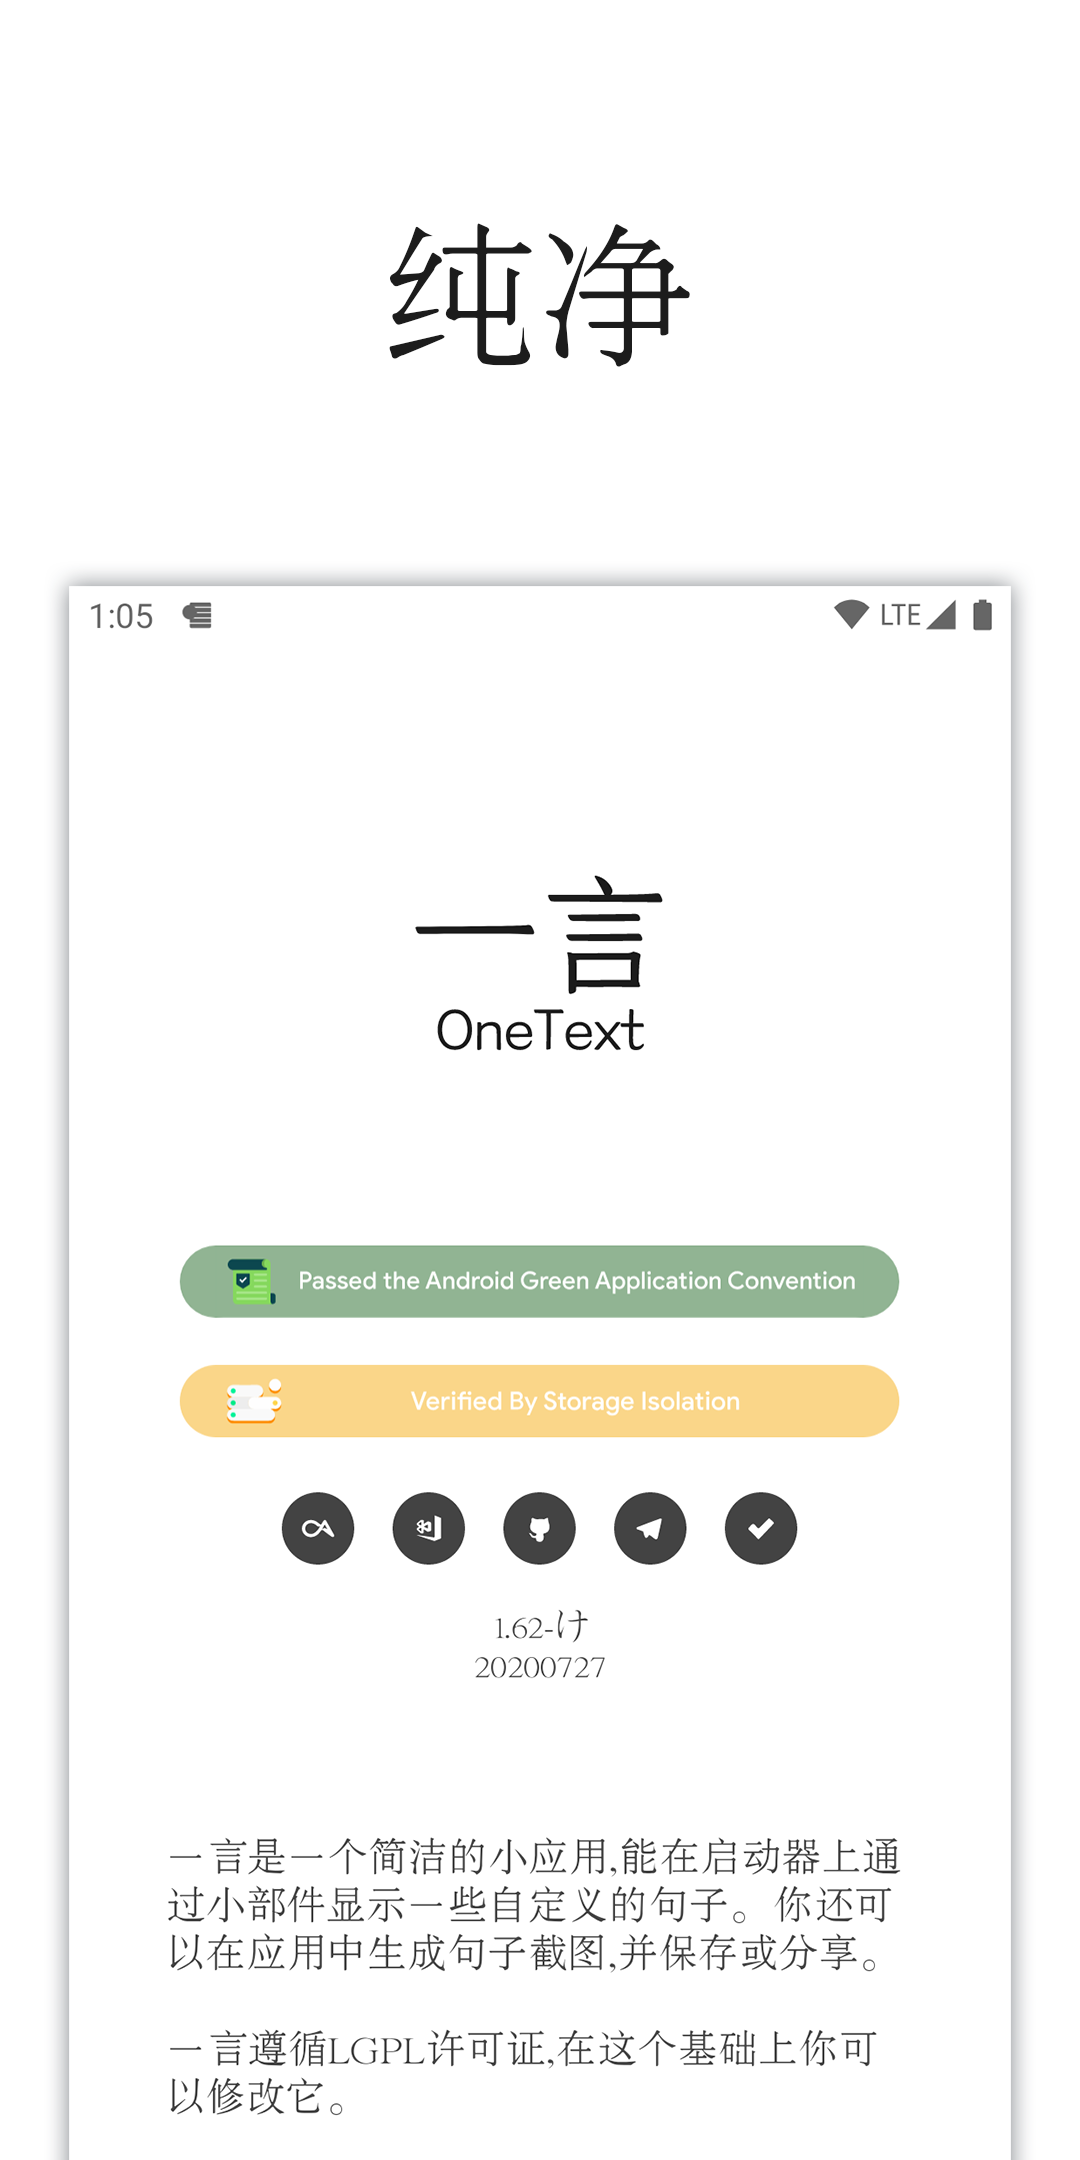 纯净
1:05
LTE
一言
OneText
Passed the Android Green Application Convention
Verified By Storage Isolation
1.62-け
20200727
一言是一个简洁的小应用,能在启动器上通
过小部件显示一些自定义的句子。你还可
以在应用中生成句子截图,并保存或分享。
一言遵循LGPL许可证,在这个基础上你可
以修改它。